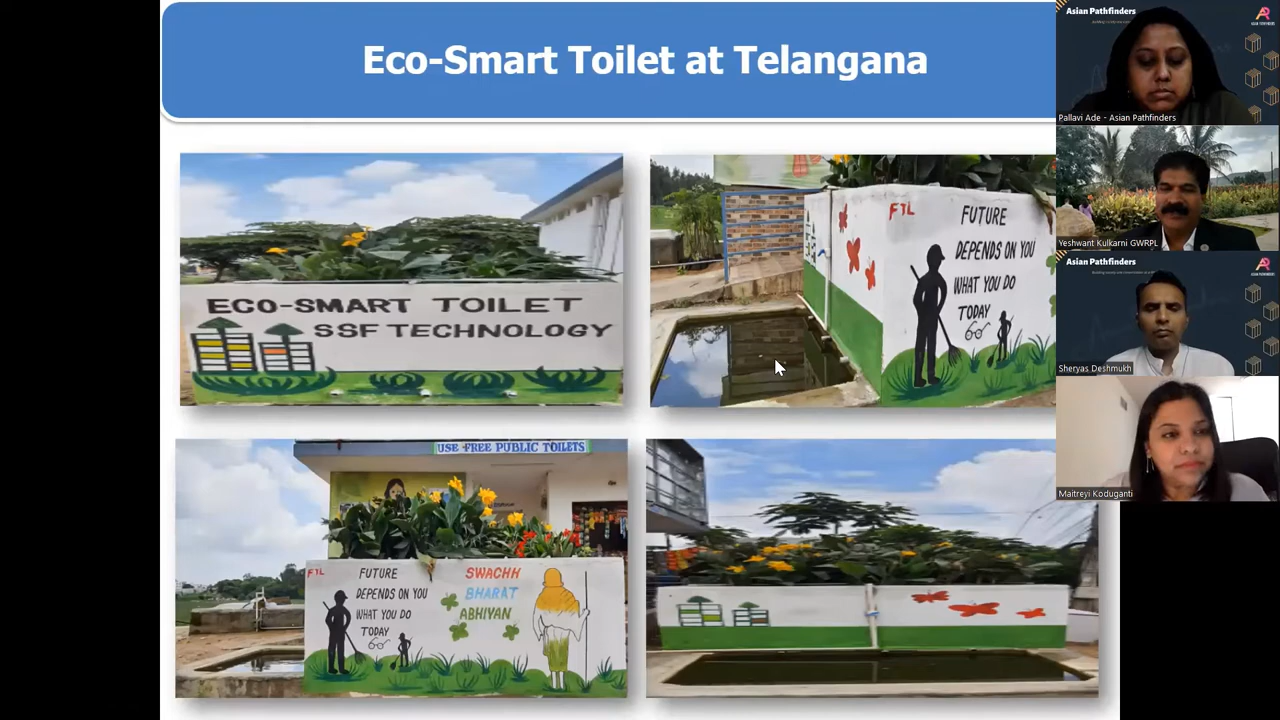 Eco-Smart Toilet at Telangana
ECO-SMART TOILET
SSF TECHNOLOGY
FTL
FUTURE
DEPENDS ON YOU
WHAT YOU DO
TODAY
USE FREE PUBLIC TOILETS
FTL
FUTURE
DEPENDS ON YOU
WHAT YOU DO
TODAY
SWACHH
BHARAT
ABHIYAN
Asian Pathfinders
Pallavi Ade - Asian Pathfinders
Yeshwant Kulkarni GWRPL
Asian Pathfinders
Sheryas Deshmukh
Maitreyi Koduganti